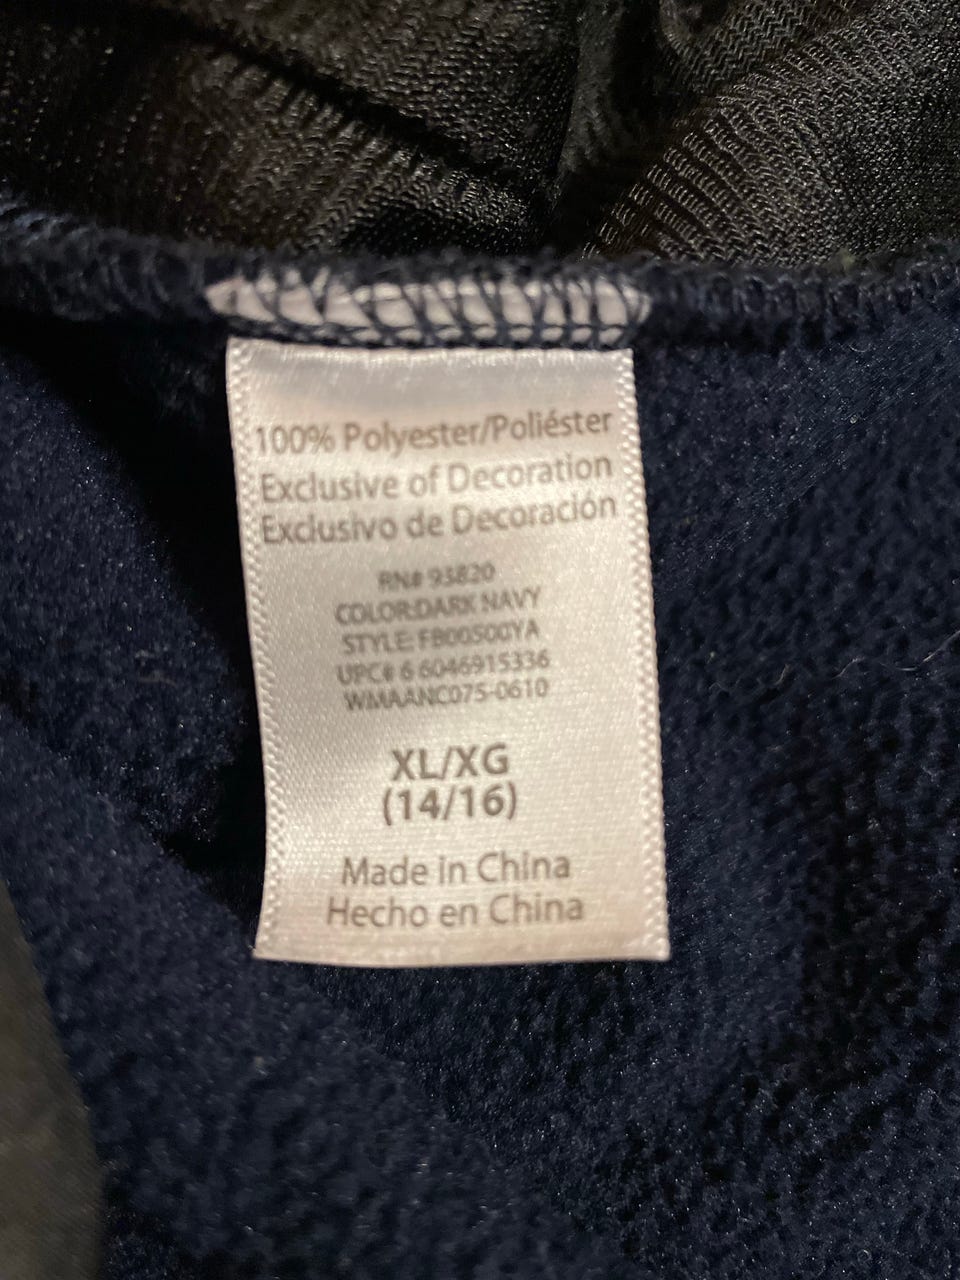 100% Polyester/Poliéster
Exclusive of Decoration
Exclusivo de Decoración
RN# 93820
COLOR:DARK NAVY
STYLE: FB00500YA
UPC# 6 6046915336
WMAANC075-0610
XL/XG
(14/16)
Made in China
Hecho en China